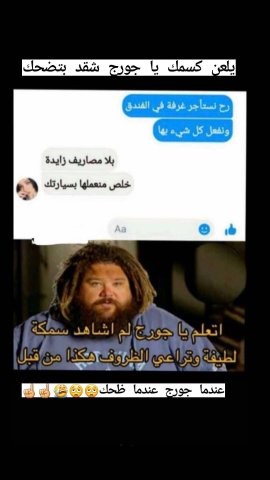 يلعن كسمك يا جورج شقد بتضحك
رح نستأجر غرفة في الفندق
ونفعل كل شيء بها
بلا مصاريف زايدة
خلص منعملها بسيارتك
Aa
اتعلم يا جورج لم اشاهد سمكة
لطيفة وتراعي الظروف هكذا من قبل
عندما جورج عندما ظحك😳😳😘☝🏻☝🏻